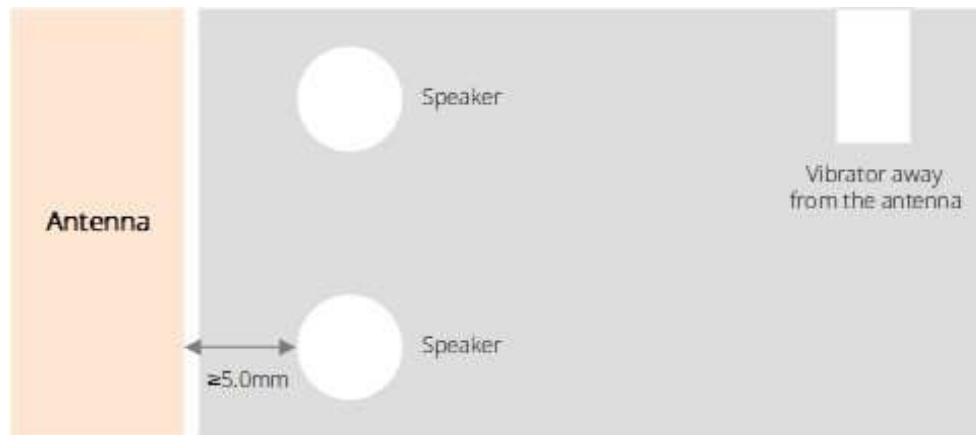 Speaker
Vibrator away
from the antenna
Antenna
Speaker
≥5.0mm